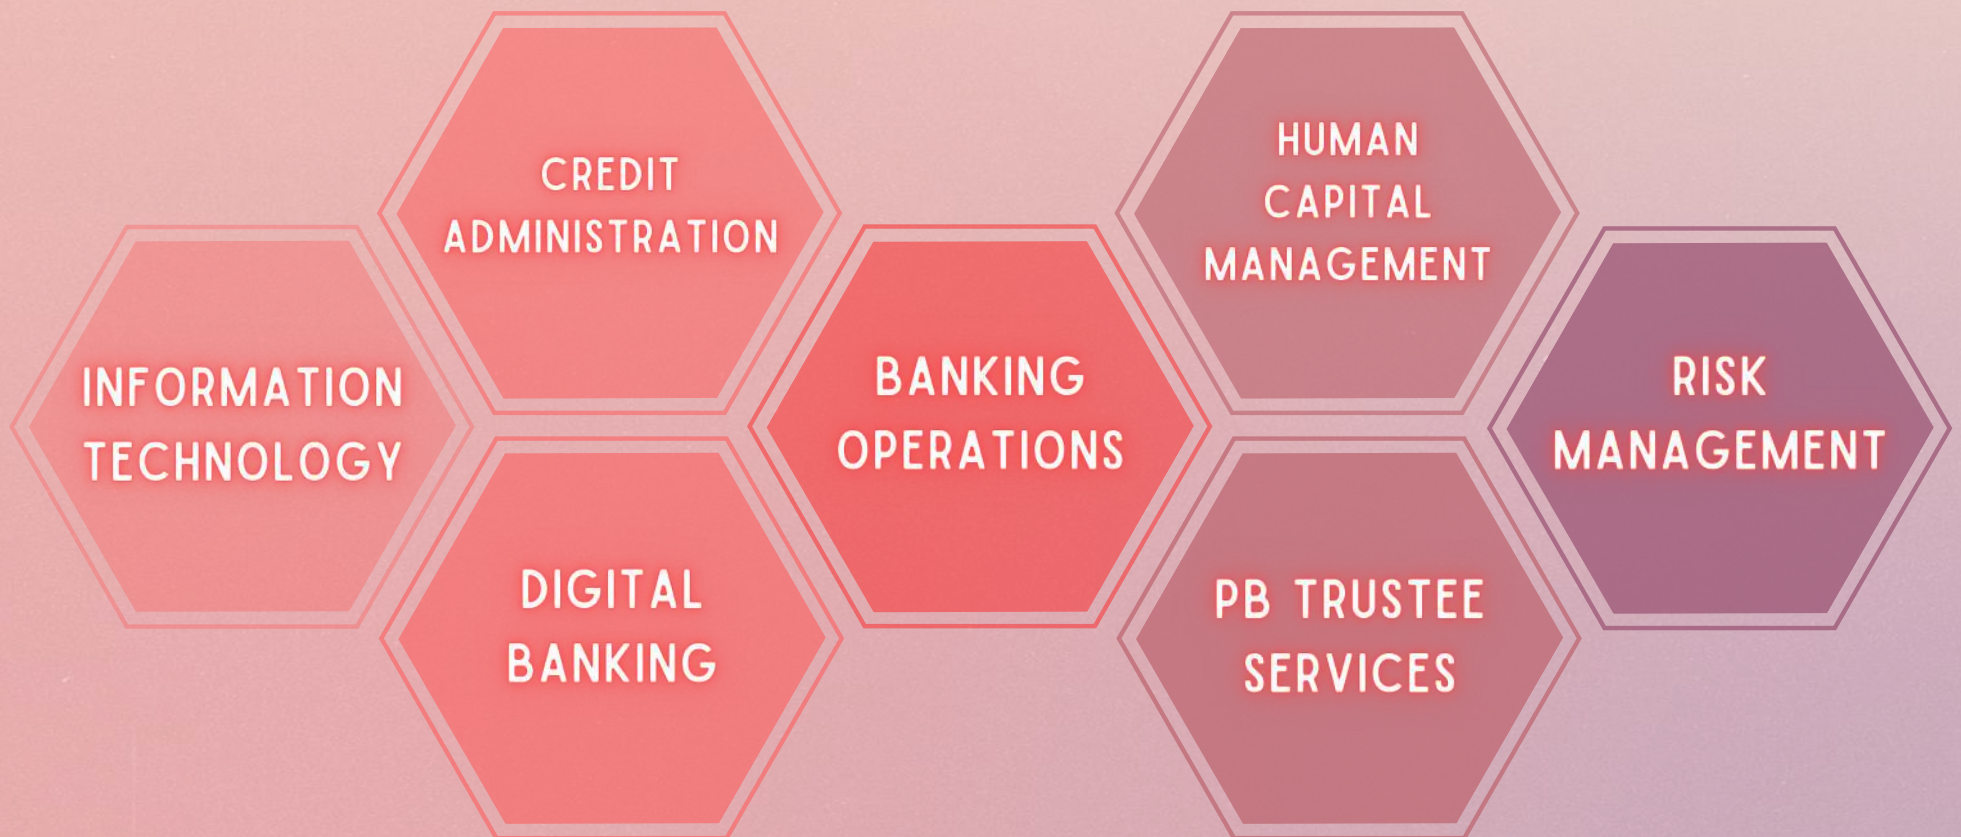 INFORMATION
TECHNOLOGY
CREDIT
ADMINISTRATION
DIGITAL
BANKING
BANKING
OPERATIONS
HUMAN
CAPITAL
MANAGEMENT
PB TRUSTEE
SERVICES
RISK
MANAGEMENT